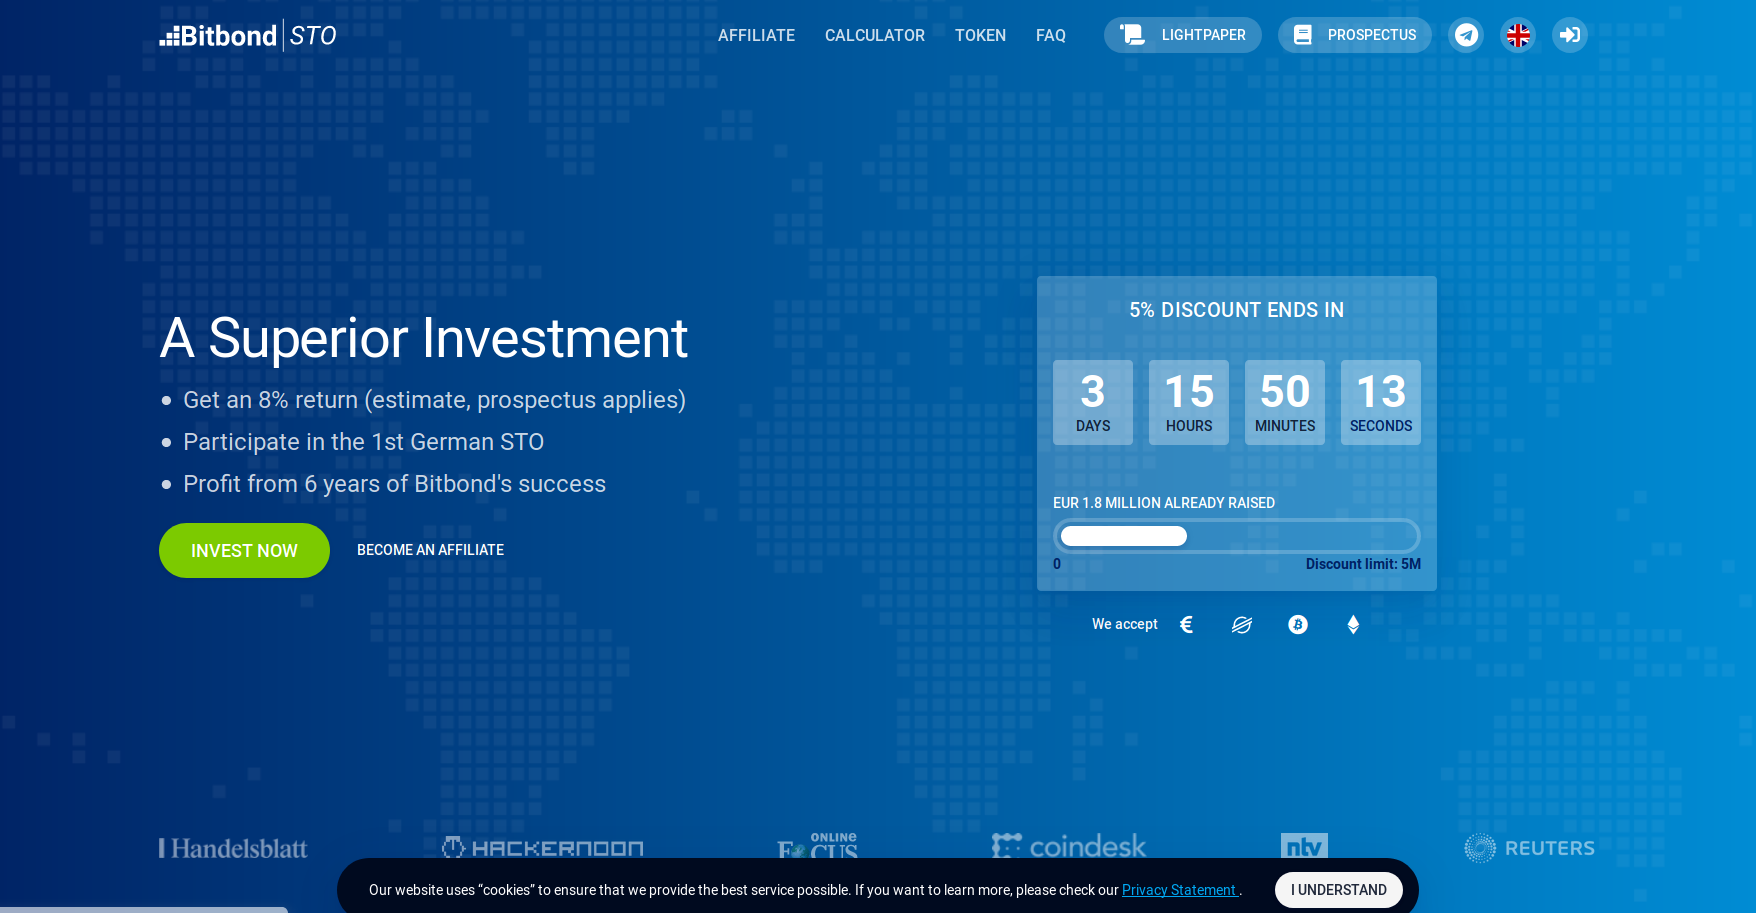 Bitbond STO
AFFILIATE
CALCULATOR
TOKEN
FAQ
LIGHTPAPER
PROSPECTUS
A Superior Investment
Get an 8% return (estimate, prospectus applies)
Participate in the 1st German STO
Profit from 6 years of Bitbond's success
INVEST NOW
BECOME AN AFFILIATE
5% DISCOUNT ENDS IN
3 15 50 13
DAYS HOURS MINUTES SECONDS
EUR 1.8 MILLION ALREADY RAISED
0 Discount limit: 5M
We accept
Handelsblatt
HACKERNOON
ONLINE
FOCUS
coindesk
ntv
REUTERS
Our website uses “cookies” to ensure that we provide the best service possible. If you want to learn more, please check our Privacy Statement .
I UNDERSTAND